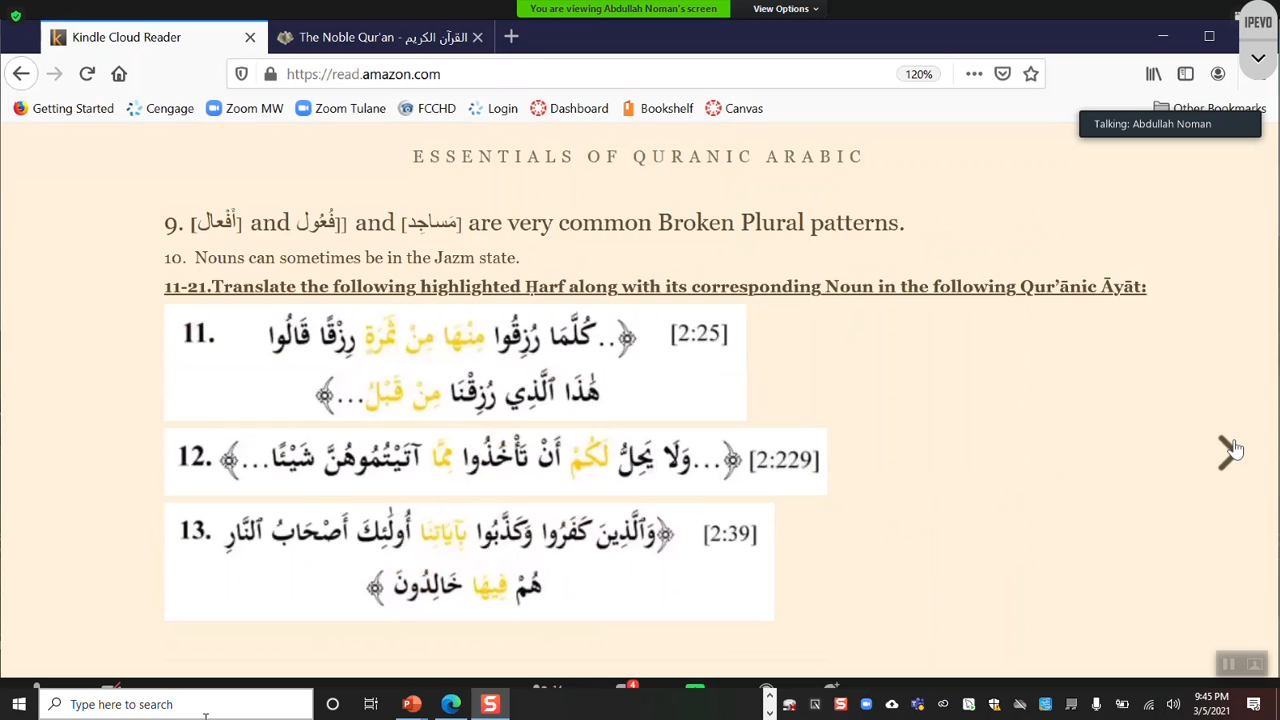 You are viewing Abdullah Noman's screen
View Options
IPEVO
Kindle Cloud Reader
The Noble Qur'an - القرآن الكريم
https://read.amazon.com
120%
Getting Started Cengage Zoom MW Zoom Tulane FCCHD Login Dashboard Bookshelf Canvas Other Bookmarks
Talking: Abdullah Noman
ESSENTIALS OF QURANIC ARABIC
9. [أَفْعال] and [[فُعُول and [مَساجِد] are very common Broken Plural patterns.
10. Nouns can sometimes be in the Jazm state.
11-21.Translate the following highlighted Ḥarf along with its corresponding Noun in the following Qur'ānic Āyāt:
11. ﴿..كُلَّمَا رُزِقُوا مِنْهَا مِنْ ثَمَرَةٍ رِزْقًا قَالُوا [2:25]
هَٰذَا ٱلَّذِي رُزِقْنَا مِنْ قَبْلُ...﴾
12. ﴿...وَلَا يَحِلُّ لَكُمْ أَنْ تَأْخُذُوا مِمَّا آتَيْتُمُوهُنَّ شَيْئًا...﴾ [2:229]
13. ﴿وَٱلَّذِينَ كَفَرُوا وَكَذَّبُوا بِآيَاتِنَا أُولَٰئِكَ أَصْحَابُ ٱلنَّارِ [2:39]
هُمْ فِيهَا خَالِدُونَ ﴾
4
Type here to search
9:45 PM
3/5/2021